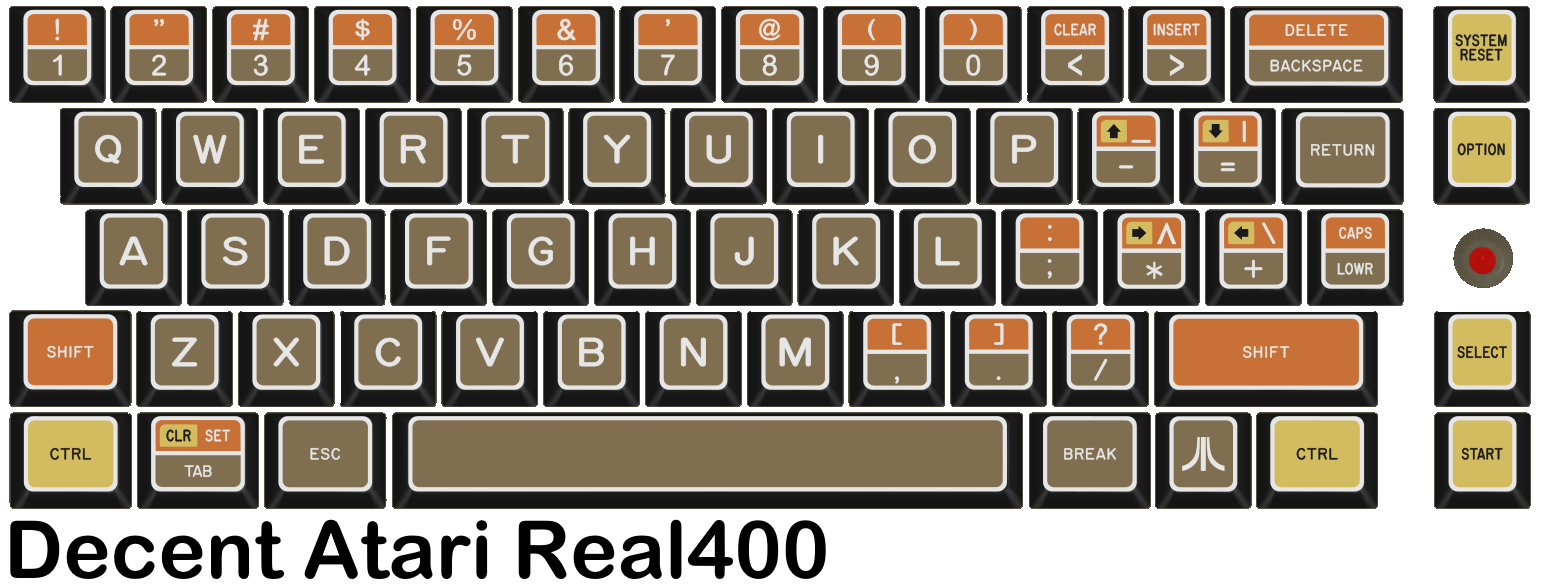 ! " # $ % & ' @ ( ) CLEAR INSERT DELETE SYSTEM
1 2 3 4 5 6 7 8 9 0 < > BACKSPACE RESET
Q W E R T Y U I O P _ - | = RETURN OPTION
A S D F G H J K L : ; ∧ * \ + CAPS LOWR
SHIFT Z X C V B N M [ , ] . ? / SHIFT SELECT
CTRL CLR SET TAB ESC BREAK CTRL START
Decent Atari Real400